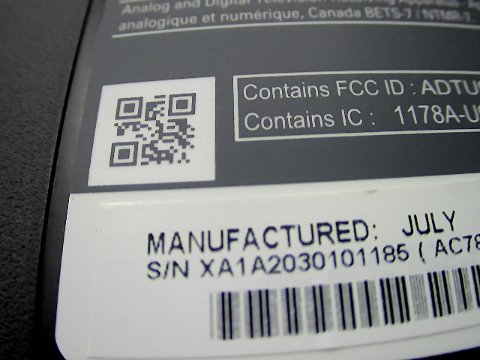 Analog and Digital Television Receiving
analogique et numérique, Canada BETS-7 / NTMR-7
Contains FCC ID : ADTU
Contains IC : 1178A-U
MANUFACTURED: JULY
S/N XA1A2030101185 ( AC78